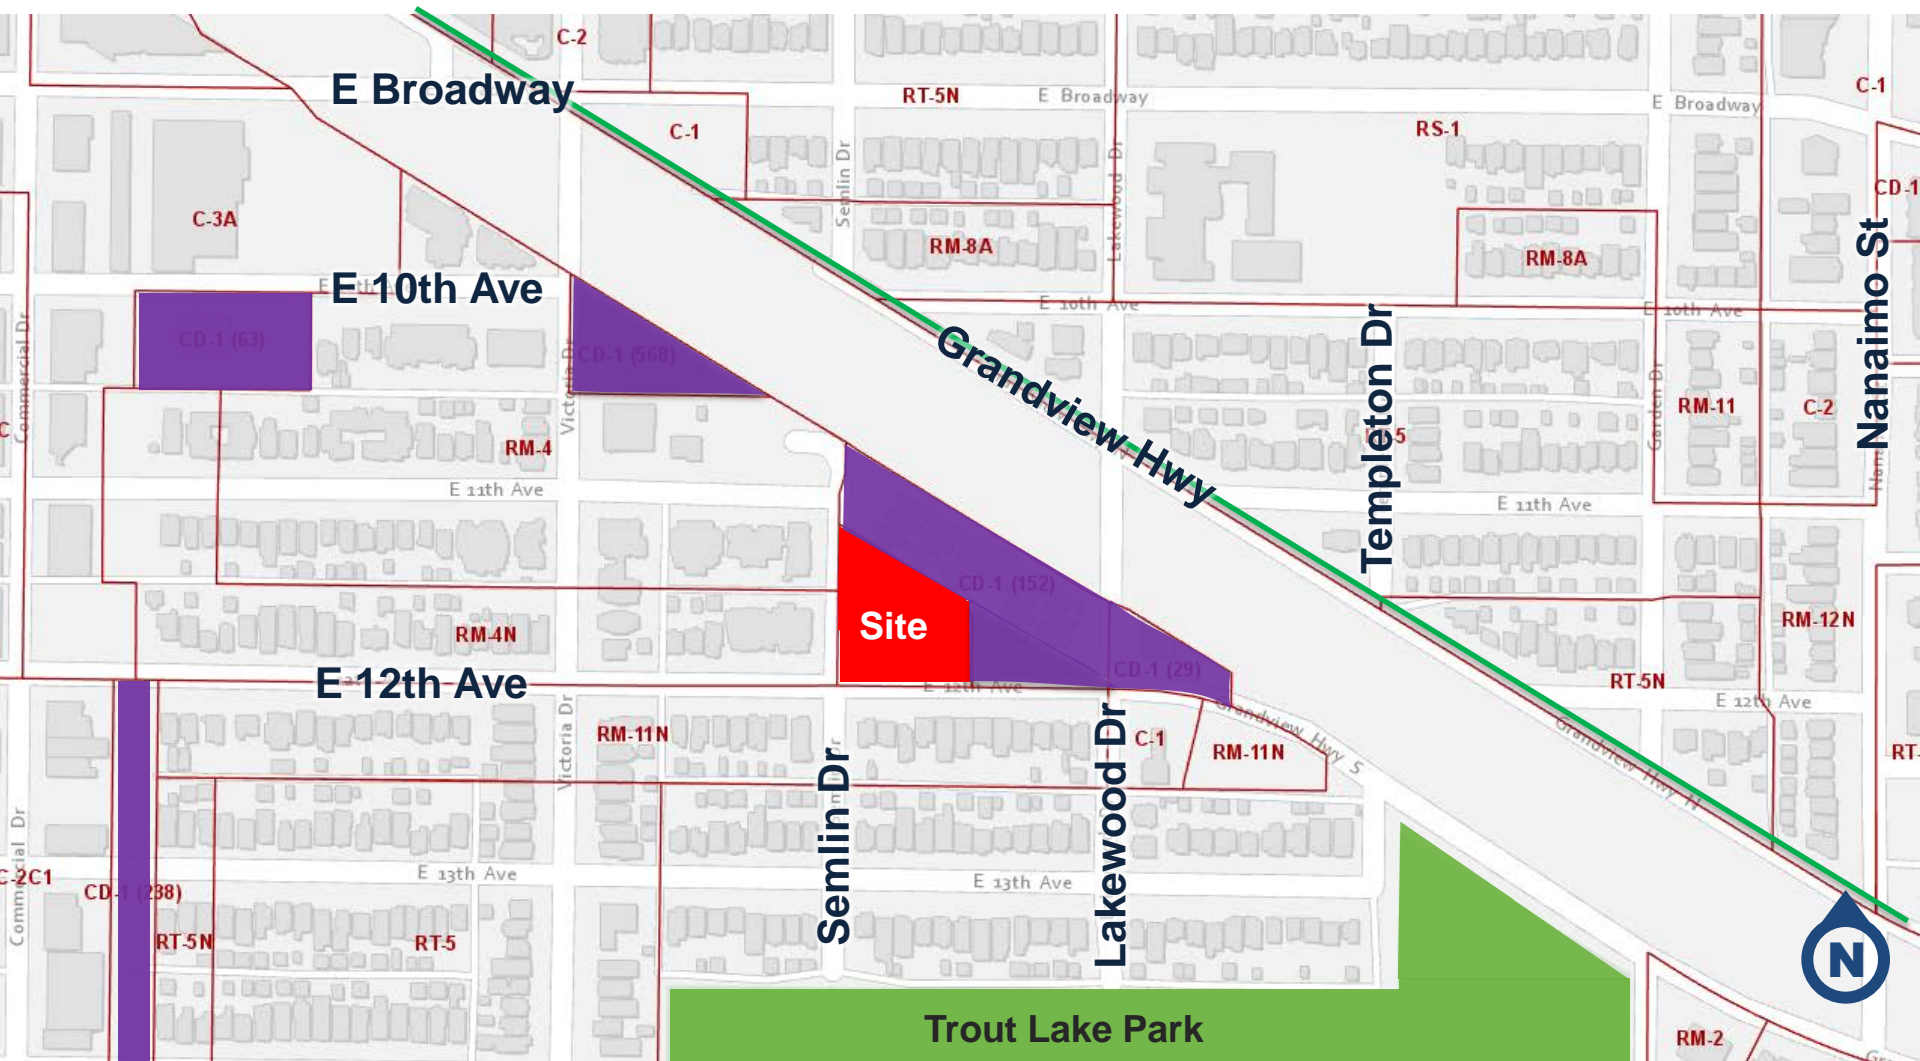 C-2
E Broadway
RT-5N
E Broadway
C-1
E Broadway
C-1
RS-1
Semlin Dr
Lakewood Dr
CD-1
C-3A
RM-8A
RM-8A
Nanaimo St
E 10th Ave
E 10th Ave
E 10th Ave
Templeton Dr
Grandview Hwy
CD-1 (63)
CD-1 (568)
Commercial Dr
Victoria Dr
Garden Dr
RM-11
C-2
RM-4
E 11th Ave
E 11th Ave
CD-1 (152)
Site
RM-4N
RM-12N
CD-1 (29)
E 12th Ave
E 12th Ave
RT-5N
E 12th Ave
Victoria Dr
RM-11N
Semlin Dr
Lakewood Dr
C-1
RM-11N
Grandview Hwy S
Grandview Hwy N
RT-
Commercial Dr
C-2C1
CD-1 (238)
E 13th Ave
E 13th Ave
RT-5N
RT-5
N
Trout Lake Park
RM-2